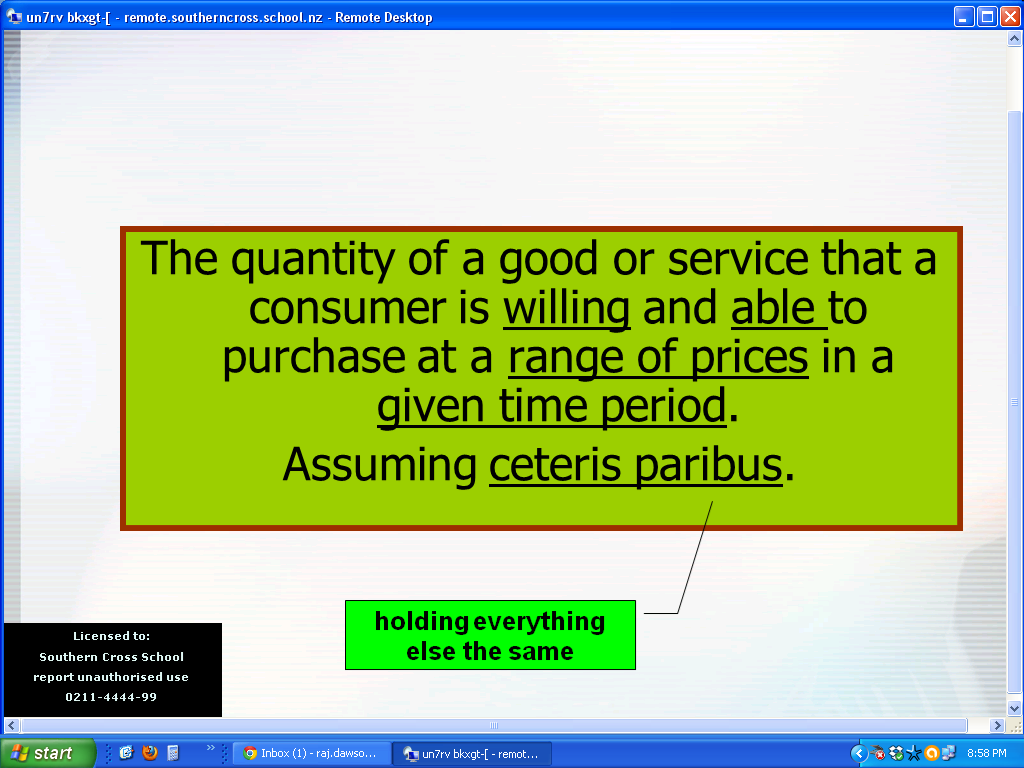 un7rv bkxgt-[ - remote.southerncross.school.nz - Remote Desktop
The quantity of a good or service that a
consumer is willing and able to
purchase at a range of prices in a
given time period.
Assuming ceteris paribus.
holding everything
else the same
Licensed to:
Southern Cross School
report unauthorised use
0211-4444-99
start
Inbox (1) - raj.dawso...
un7rv bkxgt-[ - remot...
8:58 PM